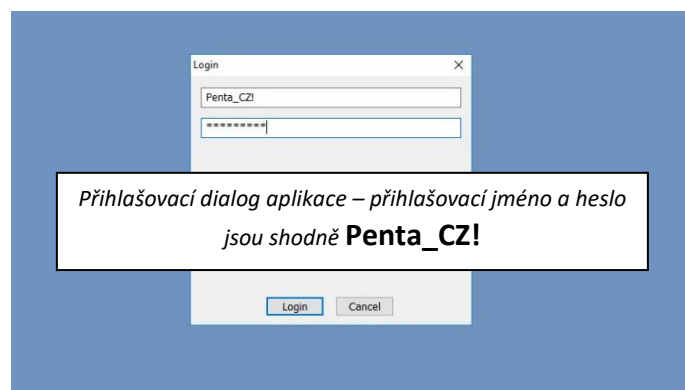 Login
Penta_CZ!
*********
Přihlašovací dialog aplikace – přihlašovací jméno a heslo
jsou shodně Penta_CZ!
Login Cancel